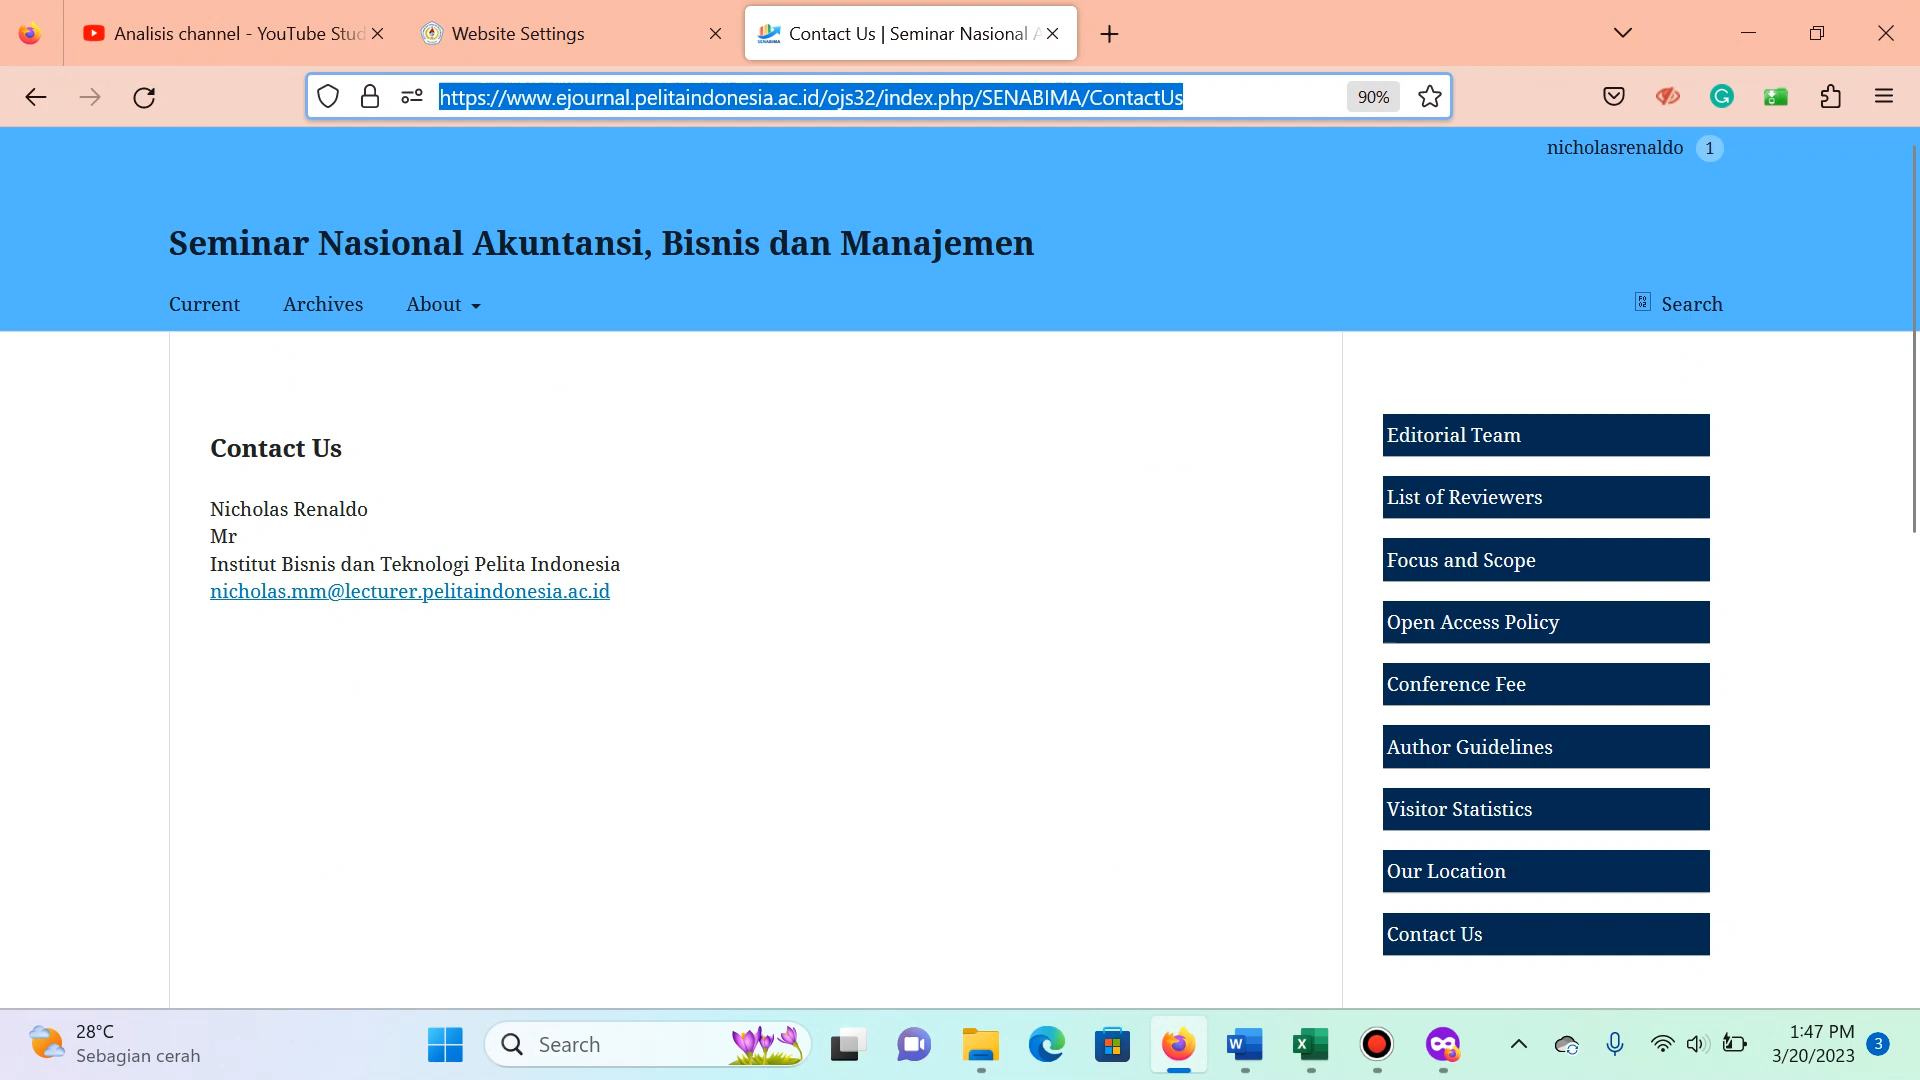 Analisis channel - YouTube Stud
Website Settings
Contact Us | Seminar Nasional A
https://www.ejournal.pelitaindonesia.ac.id/ojs32/index.php/SENABIMA/ContactUs
90%
nicholasrenaldo 1
Seminar Nasional Akuntansi, Bisnis dan Manajemen
Current Archives About
Search
Contact Us
Nicholas Renaldo
Mr
Institut Bisnis dan Teknologi Pelita Indonesia
nicholas.mm@lecturer.pelitaindonesia.ac.id
Editorial Team
List of Reviewers
Focus and Scope
Open Access Policy
Conference Fee
Author Guidelines
Visitor Statistics
Our Location
Contact Us
28°C
Sebagian cerah
Search
1:47 PM
3/20/2023
3